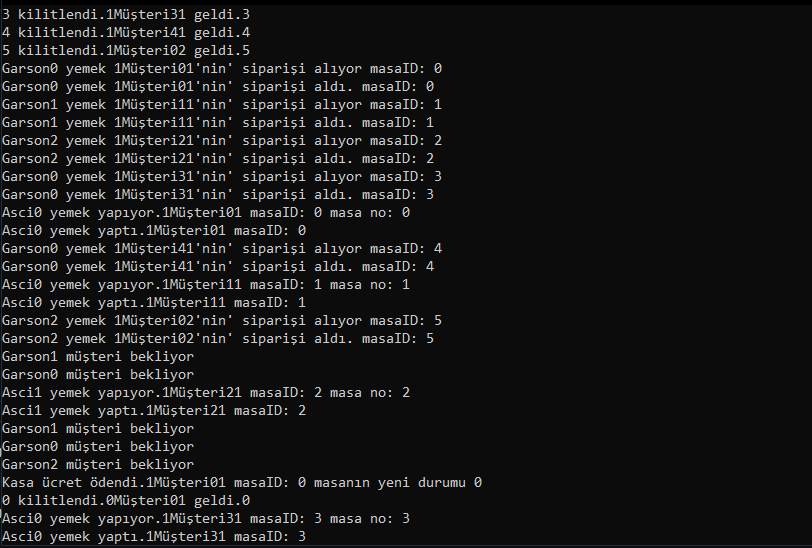 3 kilitlendi.1Müşteri31 geldi.3
4 kilitlendi.1Müşteri41 geldi.4
5 kilitlendi.1Müşteri02 geldi.5
Garson0 yemek 1Müşteri01'nin' siparişi alıyor masaID: 0
Garson0 yemek 1Müşteri01'nin' siparişi aldı. masaID: 0
Garson1 yemek 1Müşteri11'nin' siparişi alıyor masaID: 1
Garson1 yemek 1Müşteri11'nin' siparişi aldı. masaID: 1
Garson2 yemek 1Müşteri21'nin' siparişi alıyor masaID: 2
Garson2 yemek 1Müşteri21'nin' siparişi aldı. masaID: 2
Garson0 yemek 1Müşteri31'nin' siparişi alıyor masaID: 3
Garson0 yemek 1Müşteri31'nin' siparişi aldı. masaID: 3
Asci0 yemek yapıyor.1Müşteri01 masaID: 0 masa no: 0
Asci0 yemek yaptı.1Müşteri01 masaID: 0
Garson0 yemek 1Müşteri41'nin' siparişi alıyor masaID: 4
Garson0 yemek 1Müşteri41'nin' siparişi aldı. masaID: 4
Asci0 yemek yapıyor.1Müşteri11 masaID: 1 masa no: 1
Asci0 yemek yaptı.1Müşteri11 masaID: 1
Garson2 yemek 1Müşteri02'nin' siparişi alıyor masaID: 5
Garson2 yemek 1Müşteri02'nin' siparişi aldı. masaID: 5
Garson1 müşteri bekliyor
Garson0 müşteri bekliyor
Asci1 yemek yapıyor.1Müşteri21 masaID: 2 masa no: 2
Asci1 yemek yaptı.1Müşteri21 masaID: 2
Garson1 müşteri bekliyor
Garson0 müşteri bekliyor
Garson2 müşteri bekliyor
Kasa ücret ödendi.1Müşteri01 masaID: 0 masanın yeni durumu 0
0 kilitlendi.0Müşteri01 geldi.0
Asci0 yemek yapıyor.1Müşteri31 masaID: 3 masa no: 3
Asci0 yemek yaptı.1Müşteri31 masaID: 3